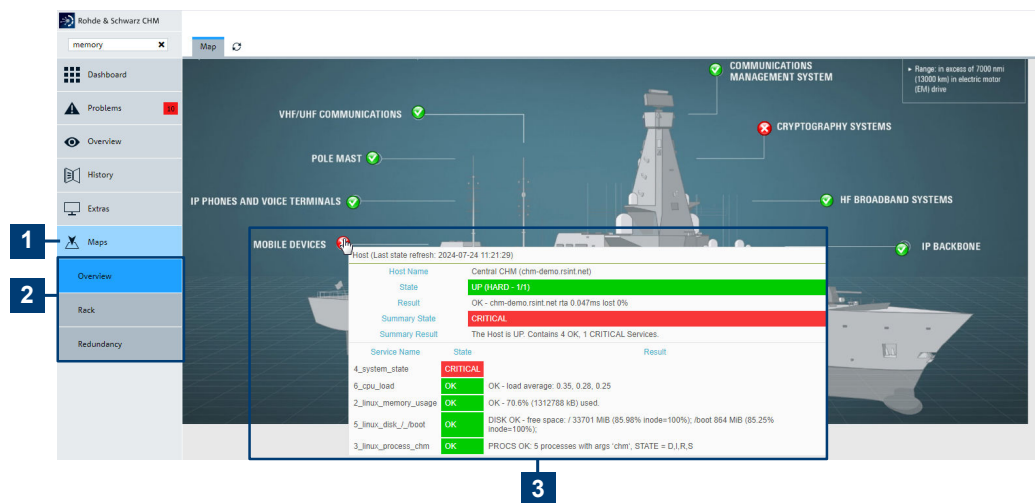 Rohde & Schwarz CHM
memory
Map
Dashboard
Problems
10
Overview
History
Extras
1
Maps
2
Overview
Rack
Redundancy
COMMUNICATIONS
MANAGEMENT SYSTEM
Range: in excess of 7000 nmi
(13000 km) in electric motor
(EM) drive
VHF/UHF COMMUNICATIONS
CRYPTOGRAPHY SYSTEMS
POLE MAST
IP PHONES AND VOICE TERMINALS
HF BROADBAND SYSTEMS
MOBILE DEVICES
IP BACKBONE
Host (Last state refresh: 2024-07-24 11:21:29)
Host Name Central CHM (chm-demo.rsint.net)
State UP (HARD - 1/1)
Result OK - chm-demo.rsint.net rta 0.047ms lost 0%
Summary State CRITICAL
Summary Result The Host is UP. Contains 4 OK, 1 CRITICAL Services.
Service Name State Result
4_system_state CRITICAL
6_cpu_load OK OK - load average: 0.35, 0.28, 0.25
2_linux_memory_usage OK OK - 70.6% (1312788 kB) used.
5_linux_disk_/_/boot OK DISK OK - free space: / 33701 MiB (85.98% inode=100%); /boot 864 MiB (85.25%
inode=100%);
3_linux_process_chm OK PROCS OK: 5 processes with args 'chm', STATE = D,I,R,S
3